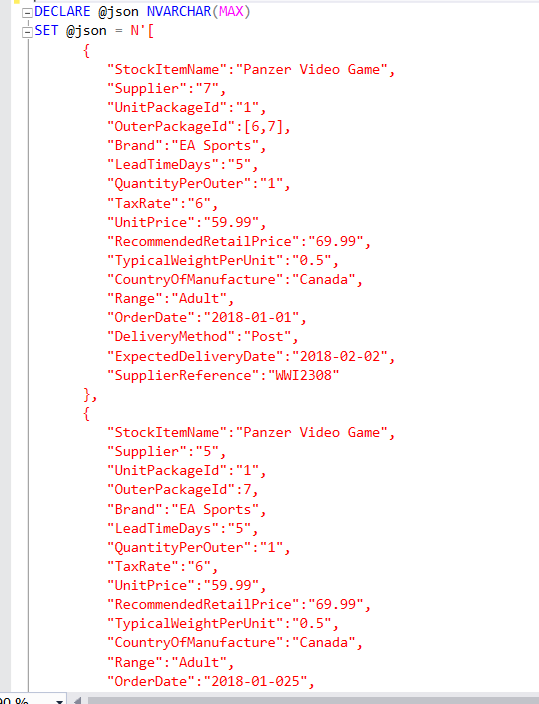 DECLARE @json NVARCHAR(MAX)
SET @json = N'[
{
"StockItemName":"Panzer Video Game",
"Supplier":"7",
"UnitPackageId":"1",
"OuterPackageId":[6,7],
"Brand":"EA Sports",
"LeadTimeDays":"5",
"QuantityPerOuter":"1",
"TaxRate":"6",
"UnitPrice":"59.99",
"RecommendedRetailPrice":"69.99",
"TypicalWeightPerUnit":"0.5",
"CountryOfManufacture":"Canada",
"Range":"Adult",
"OrderDate":"2018-01-01",
"DeliveryMethod":"Post",
"ExpectedDeliveryDate":"2018-02-02",
"SupplierReference":"WWI2308"
},
{
"StockItemName":"Panzer Video Game",
"Supplier":"5",
"UnitPackageId":"1",
"OuterPackageId:7,
"Brand":"EA Sports",
"LeadTimeDays":"5",
"QuantityPerOuter":"1",
"TaxRate":"6",
"UnitPrice":"59.99",
"RecommendedRetailPrice":"69.99",
"TypicalWeightPerUnit":"0.5",
"CountryOfManufacture":"Canada",
"Range":"Adult",
"OrderDate":"2018-01-025",